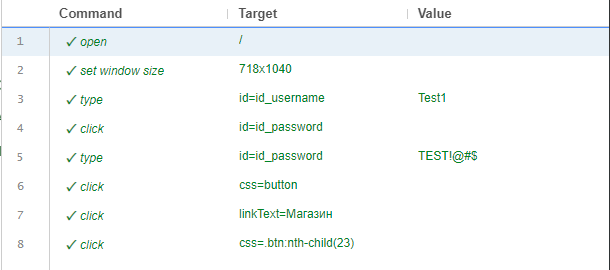 Command Target Value
1 ✓ open /
2 ✓ set window size 718x1040
3 ✓ type id=id_username Test1
4 ✓ click id=id_password
5 ✓ type id=id_password TEST!@#$
6 ✓ click css=button
7 ✓ click linkText=Магазин
8 ✓ click css=.btn:nth-child(23)